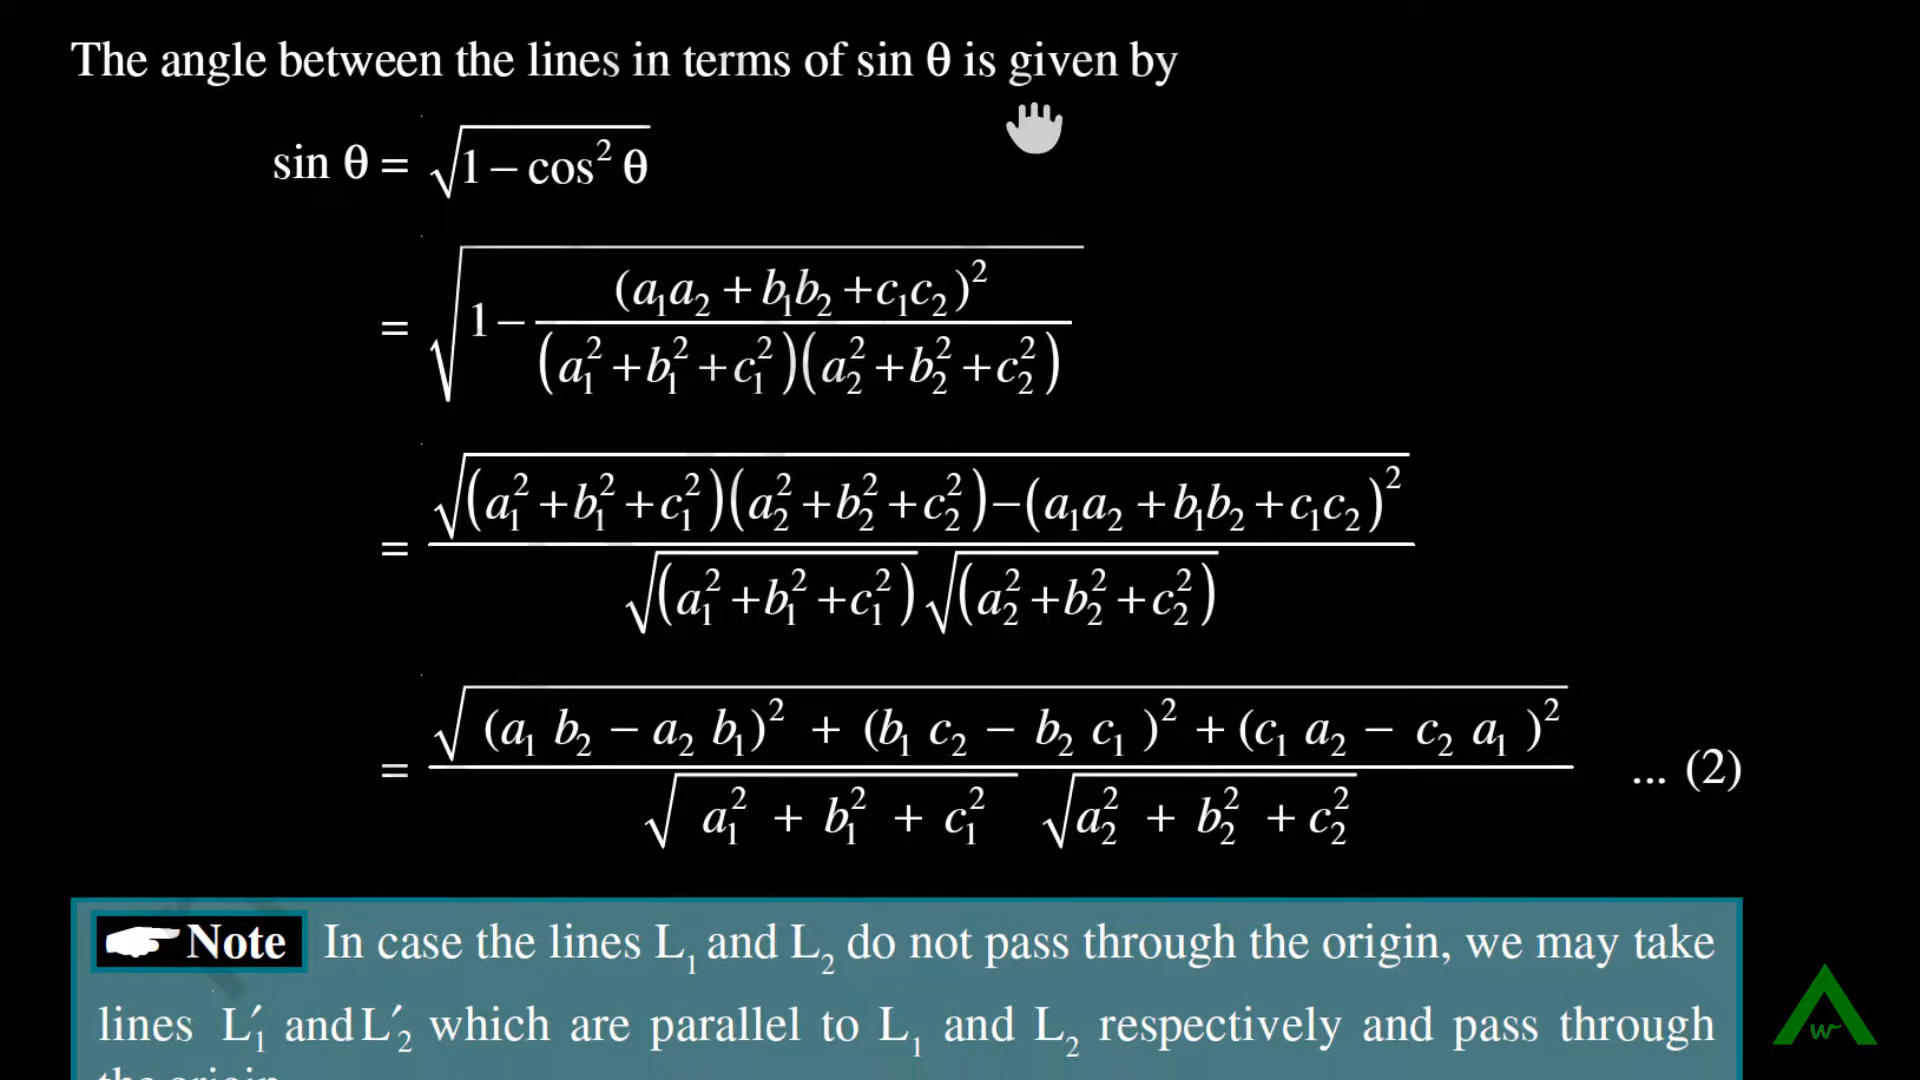 The angle between the lines in terms of sin θ is given by
sin θ = √(1 – cos² θ)
= √(1 – (a₁a₂ + b₁b₂ + c₁c₂)² / (a₁² + b₁² + c₁²)(a₂² + b₂² + c₂²))
= √((a₁² + b₁² + c₁²)(a₂² + b₂² + c₂²) – (a₁a₂ + b₁b₂ + c₁c₂)²) / √(a₁² + b₁² + c₁²) √(a₂² + b₂² + c₂²)
= √((a₁ b₂ – a₂ b₁)² + (b₁ c₂ – b₂ c₁)² + (c₁ a₂ – c₂ a₁)²) / √(a₁² + b₁² + c₁²) √(a₂² + b₂² + c₂²) ... (2)
Note In case the lines L₁ and L₂ do not pass through the origin, we may take
lines L′₁ and L′₂ which are parallel to L₁ and L₂ respectively and pass through
the origin
W